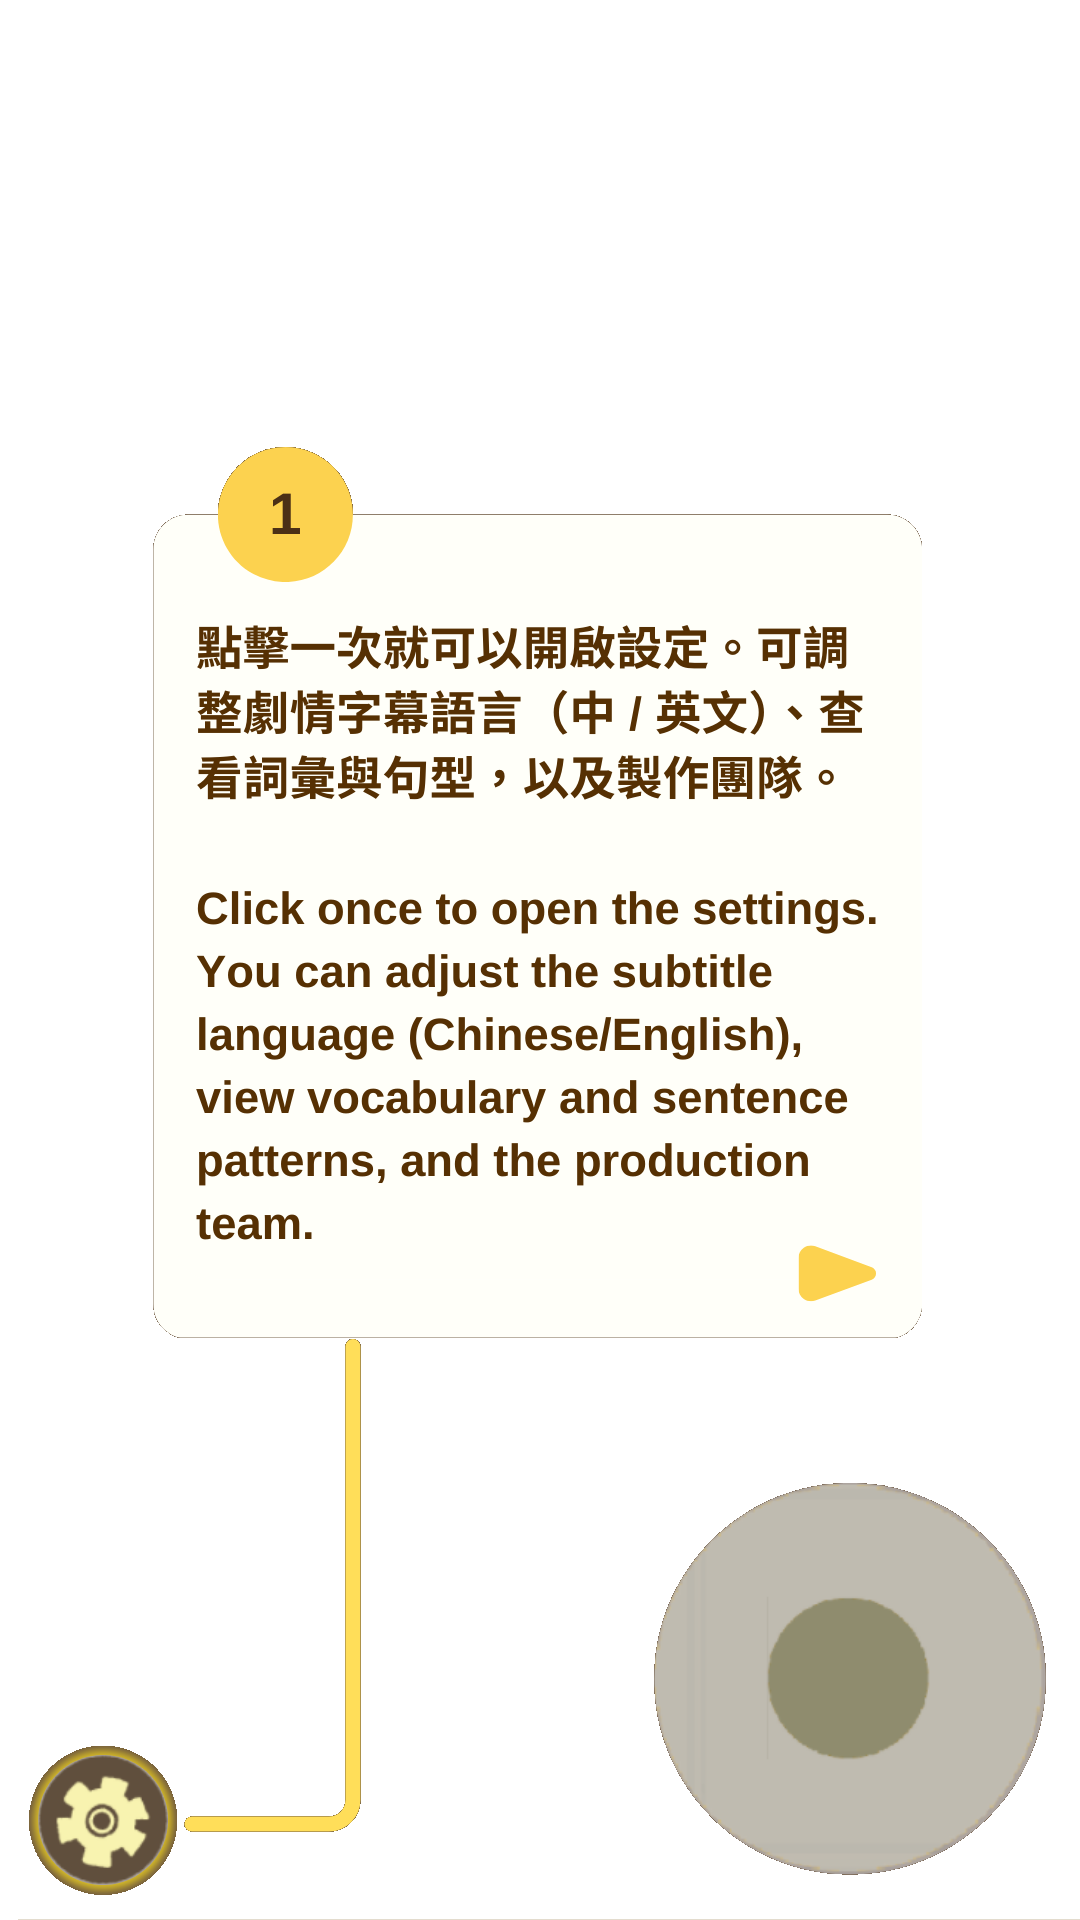 1
點擊一次就可以開啟設定。可調
整劇情字幕語言（中 / 英文）、查
看詞彙與句型，以及製作團隊。
Click once to open the settings.
You can adjust the subtitle
language (Chinese/English),
view vocabulary and sentence
patterns, and the production
team.